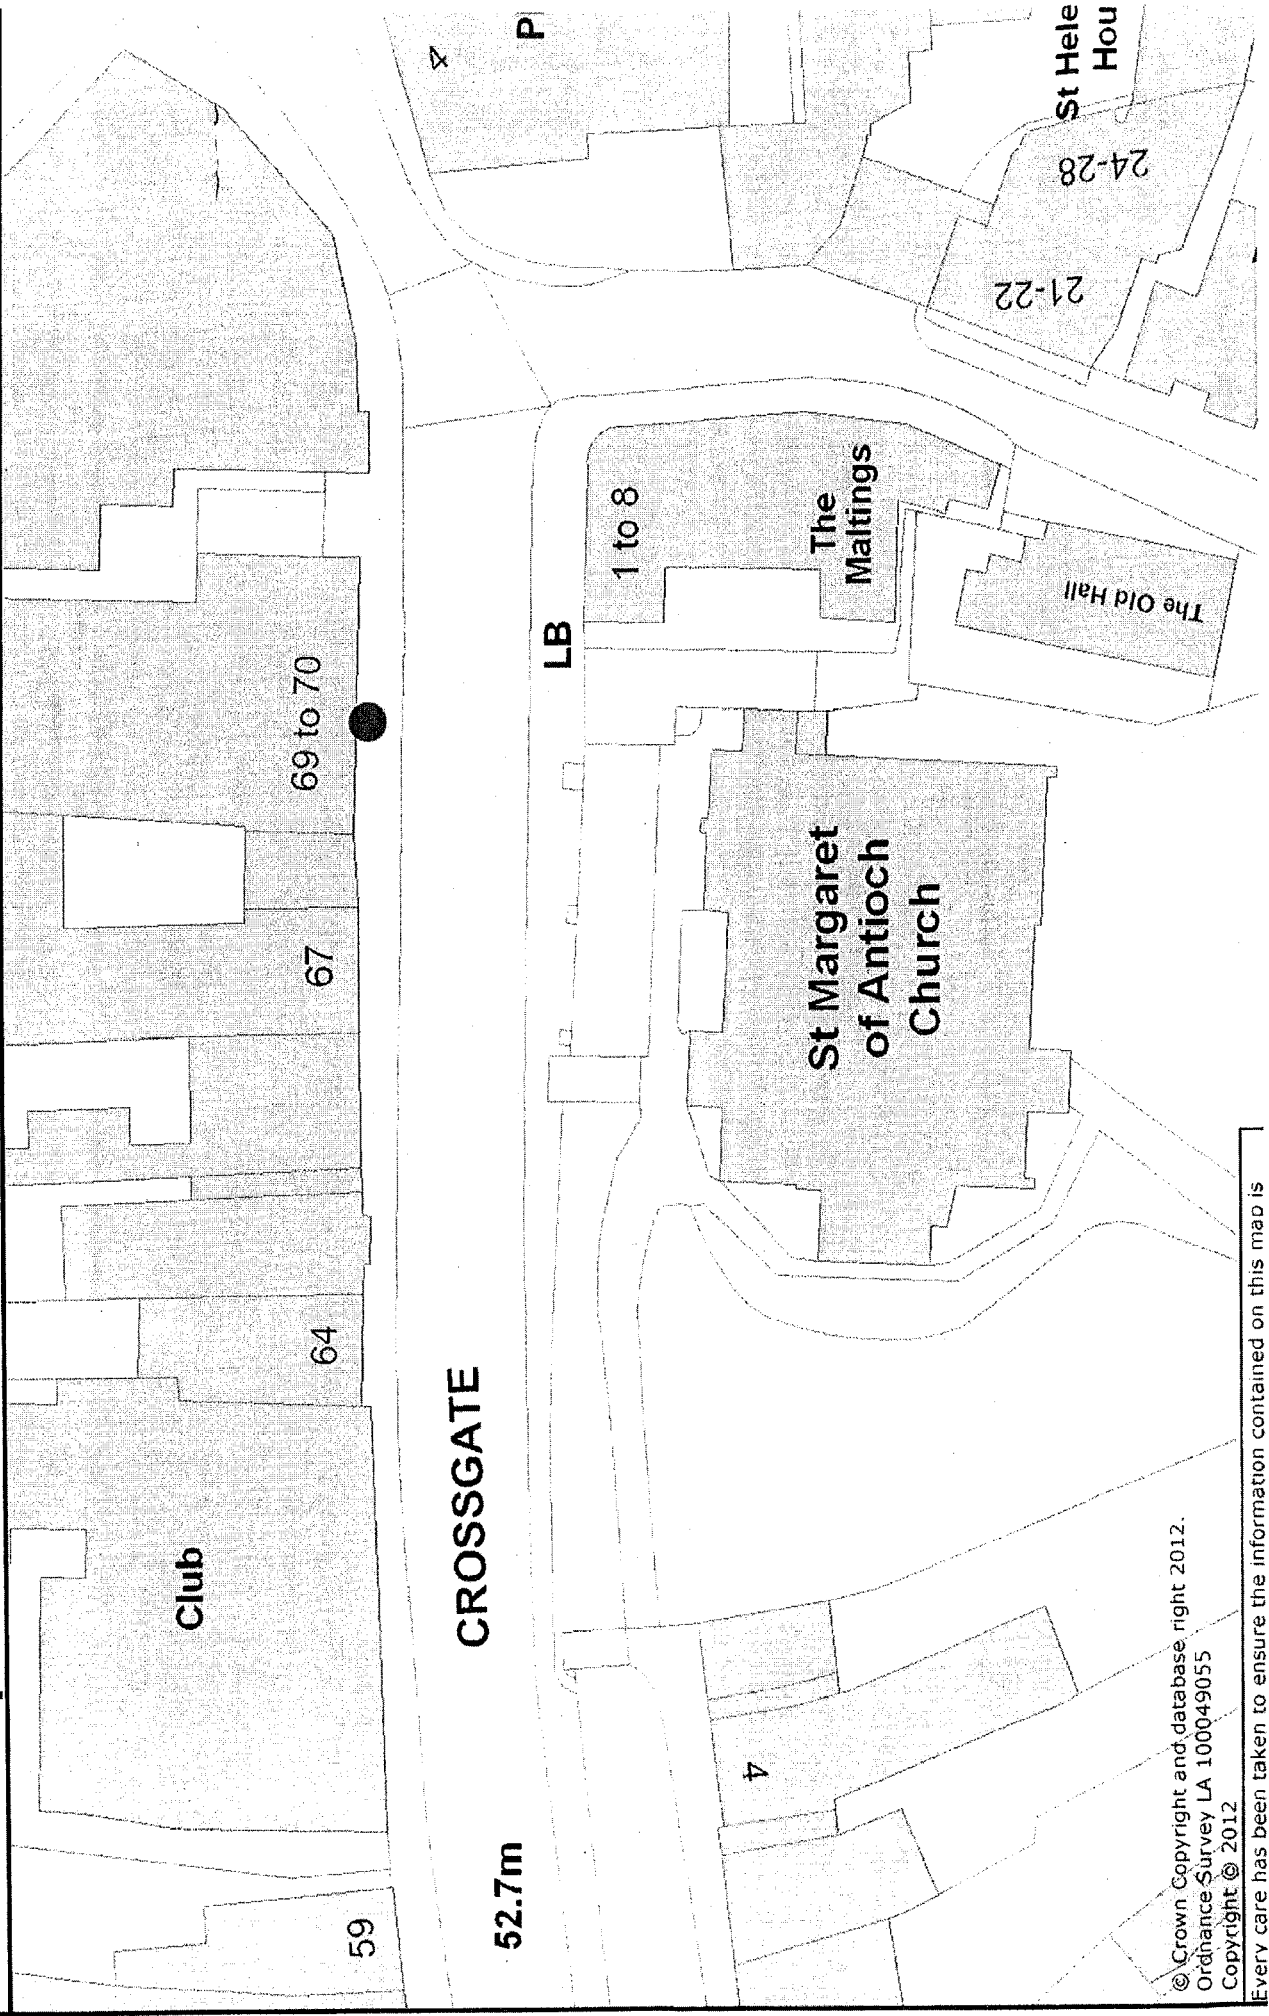 Club
59
64
67
69 to 70
CROSSGATE
52.7m
LB
1 to 8
The
Maltings
The Old Hall
St Margaret
of Antioch
Church
4
4
P
St Hele
Hou
24-28
21-22
© Crown Copyright and database right 2012.
Ordnance Survey LA 100049055
Copyright © 2012
Every care has been taken to ensure the information contained on this map is